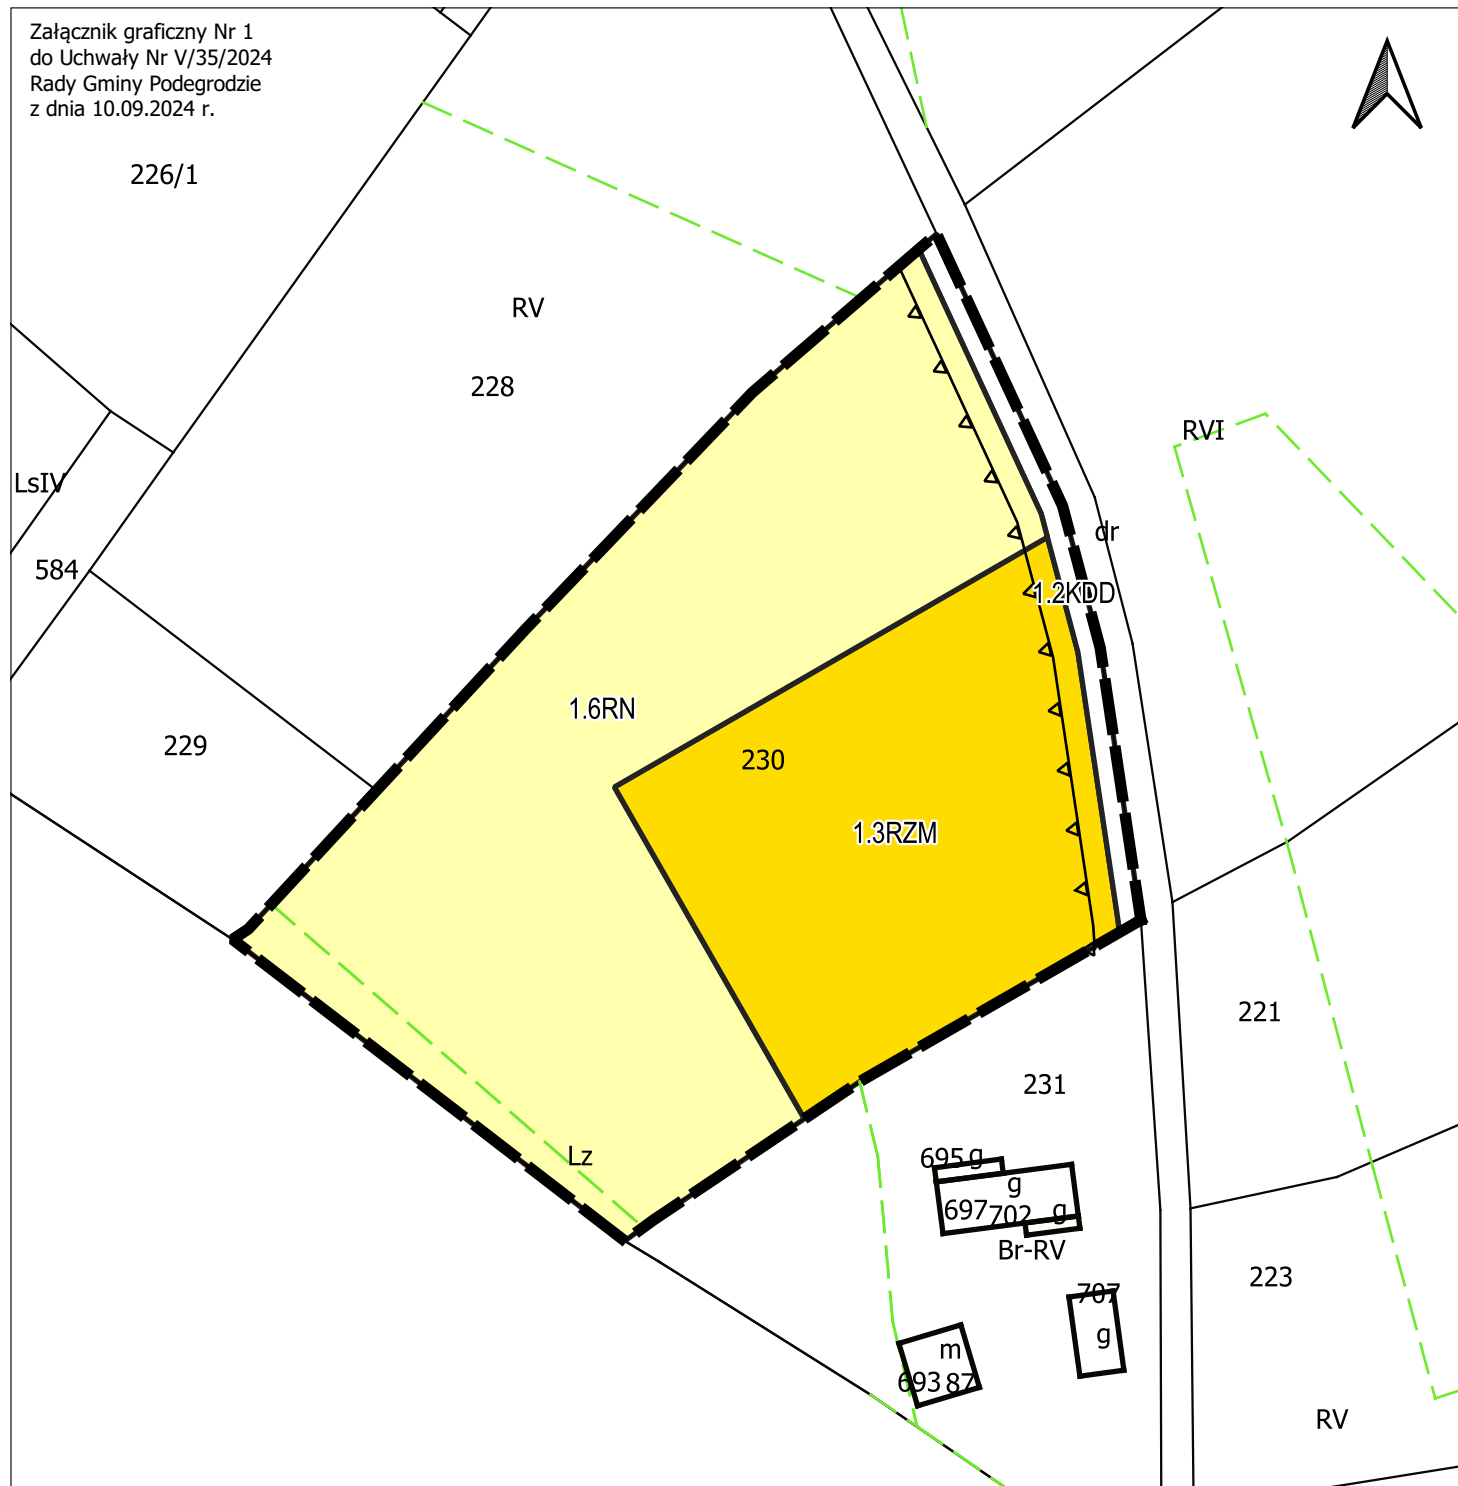 Załącznik graficzny Nr 1
do Uchwały Nr V/35/2024
Rady Gminy Podegrodzie
z dnia 10.09.2024 r.
226/1
RV
228
RVI
LsIV
dr
584
1.2KDD
1.6RN
229
230
1.3RZM
221
231
Lz
695 g
g
697 702 g
Br-RV
223
707
g
m
693 87
RV